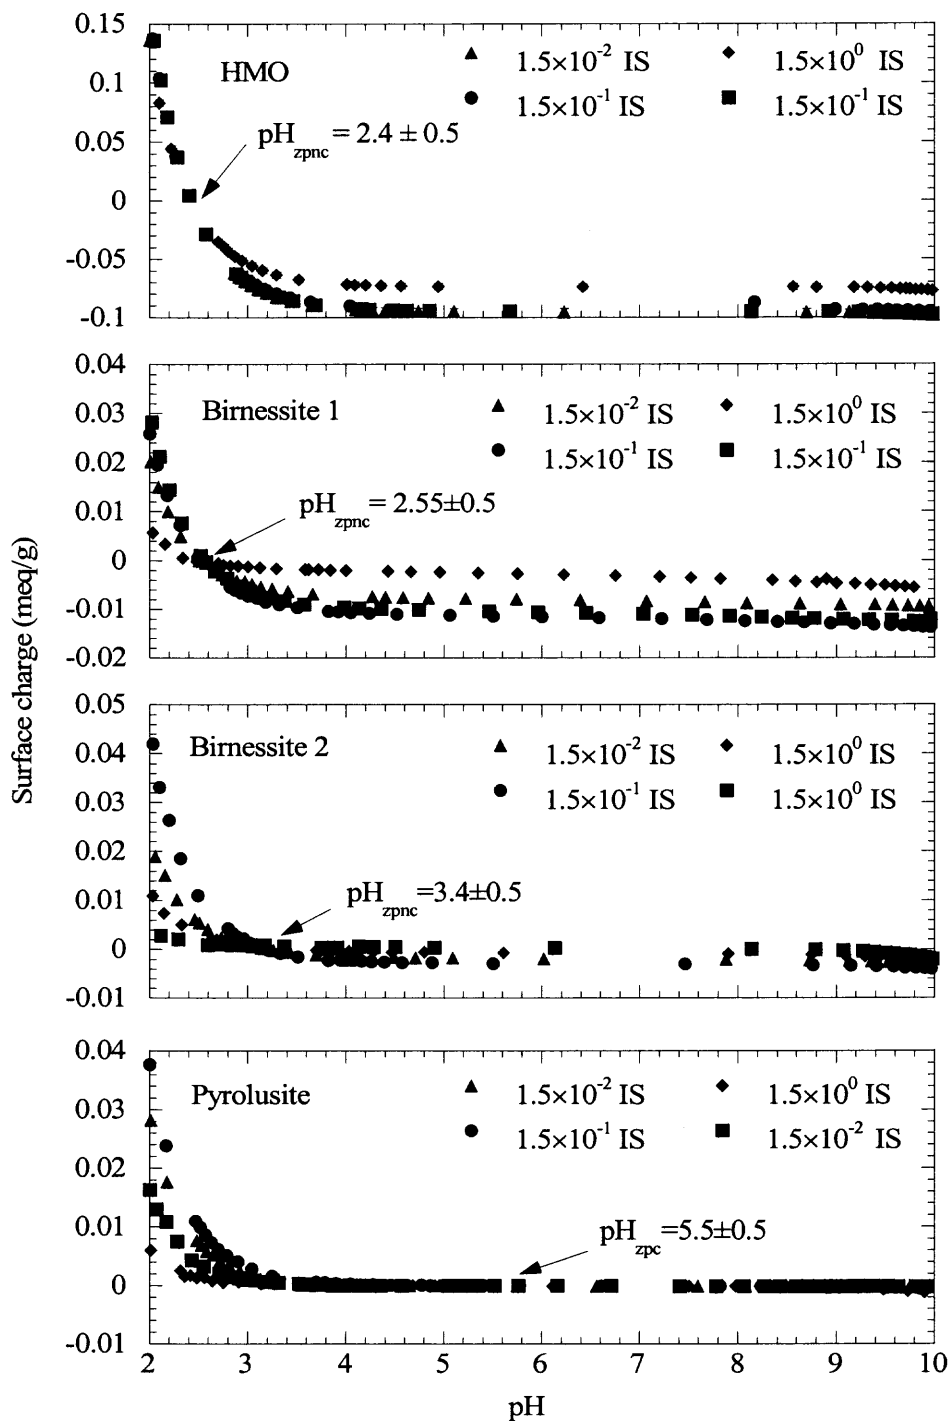 0.15
HMO
▲ 1.5×10⁻² IS ◆ 1.5×10⁰ IS
0.1
● 1.5×10⁻¹ IS ■ 1.5×10⁻¹ IS
pH_zpnc = 2.4 ± 0.5
0.05
0
-0.05
-0.1
0.04
Birnessite 1
▲ 1.5×10⁻² IS ◆ 1.5×10⁰ IS
0.03
● 1.5×10⁻¹ IS ■ 1.5×10⁻¹ IS
0.02
pH_zpnc = 2.55±0.5
0.01
0
-0.01
-0.02
Surface charge (meq/g)
0.05
Birnessite 2
▲ 1.5×10⁻² IS ◆ 1.5×10⁰ IS
0.04
● 1.5×10⁻¹ IS ■ 1.5×10⁰ IS
0.03
0.02
pH_zpnc =3.4±0.5
0.01
0
-0.01
0.04
Pyrolusite
▲ 1.5×10⁻² IS ◆ 1.5×10⁰ IS
● 1.5×10⁻¹ IS ■ 1.5×10⁻² IS
0.03
0.02
0.01
pH_zpc =5.5±0.5
0
-0.01
2 3 4 5 6 7 8 9 10
pH